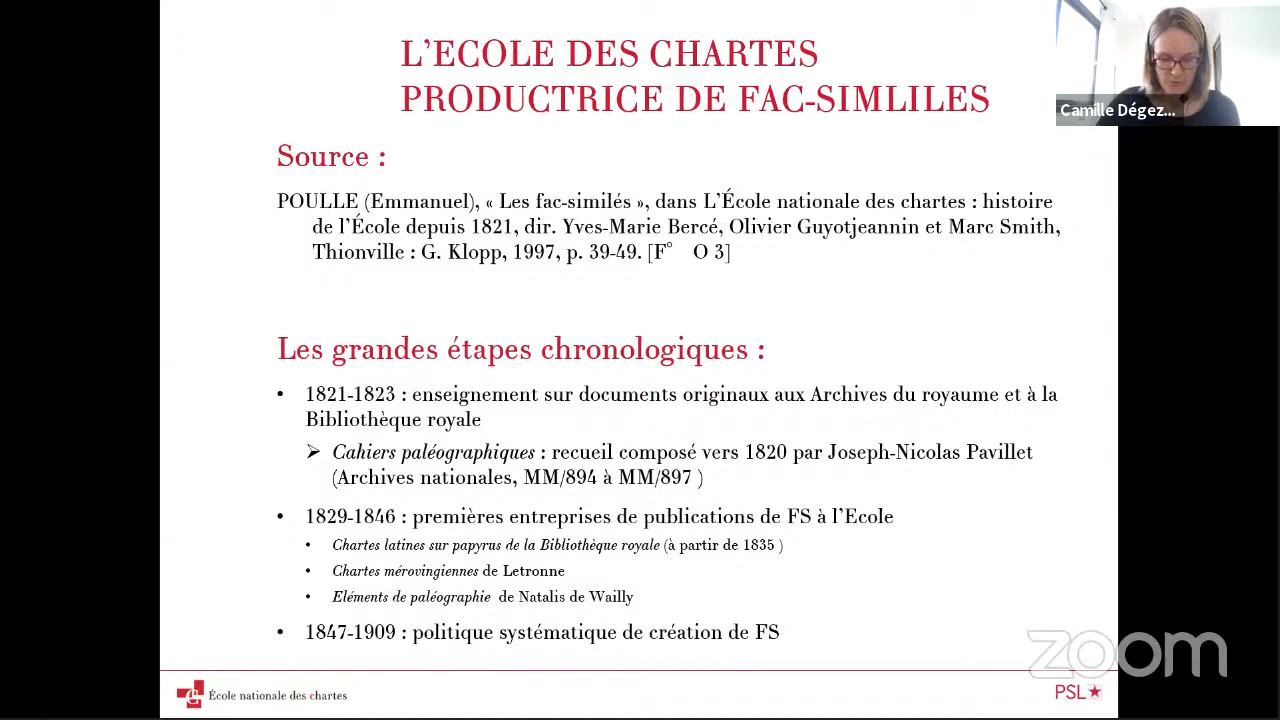 L'ECOLE DES CHARTES
PRODUCTRICE DE FAC-SIMLILES
Camille Dégez...
Source :
POULLE (Emmanuel), « Les fac-similés », dans L'École nationale des chartes : histoire
de l'École depuis 1821, dir. Yves-Marie Bercé, Olivier Guyotjeannin et Marc Smith,
Thionville : G. Klopp, 1997, p. 39-49. [F° O 3]
Les grandes étapes chronologiques :
• 1821-1823 : enseignement sur documents originaux aux Archives du royaume et à la
Bibliothèque royale
➢ Cahiers paléographiques : recueil composé vers 1820 par Joseph-Nicolas Pavillet
(Archives nationales, MM/894 à MM/897 )
• 1829-1846 : premières entreprises de publications de FS à l'Ecole
• Chartes latines sur papyrus de la Bibliothèque royale (à partir de 1835 )
• Chartes mérovingiennes de Letronne
• Eléments de paléographie de Natalis de Wailly
• 1847-1909 : politique systématique de création de FS
zoom
École nationale des chartes
PSL★